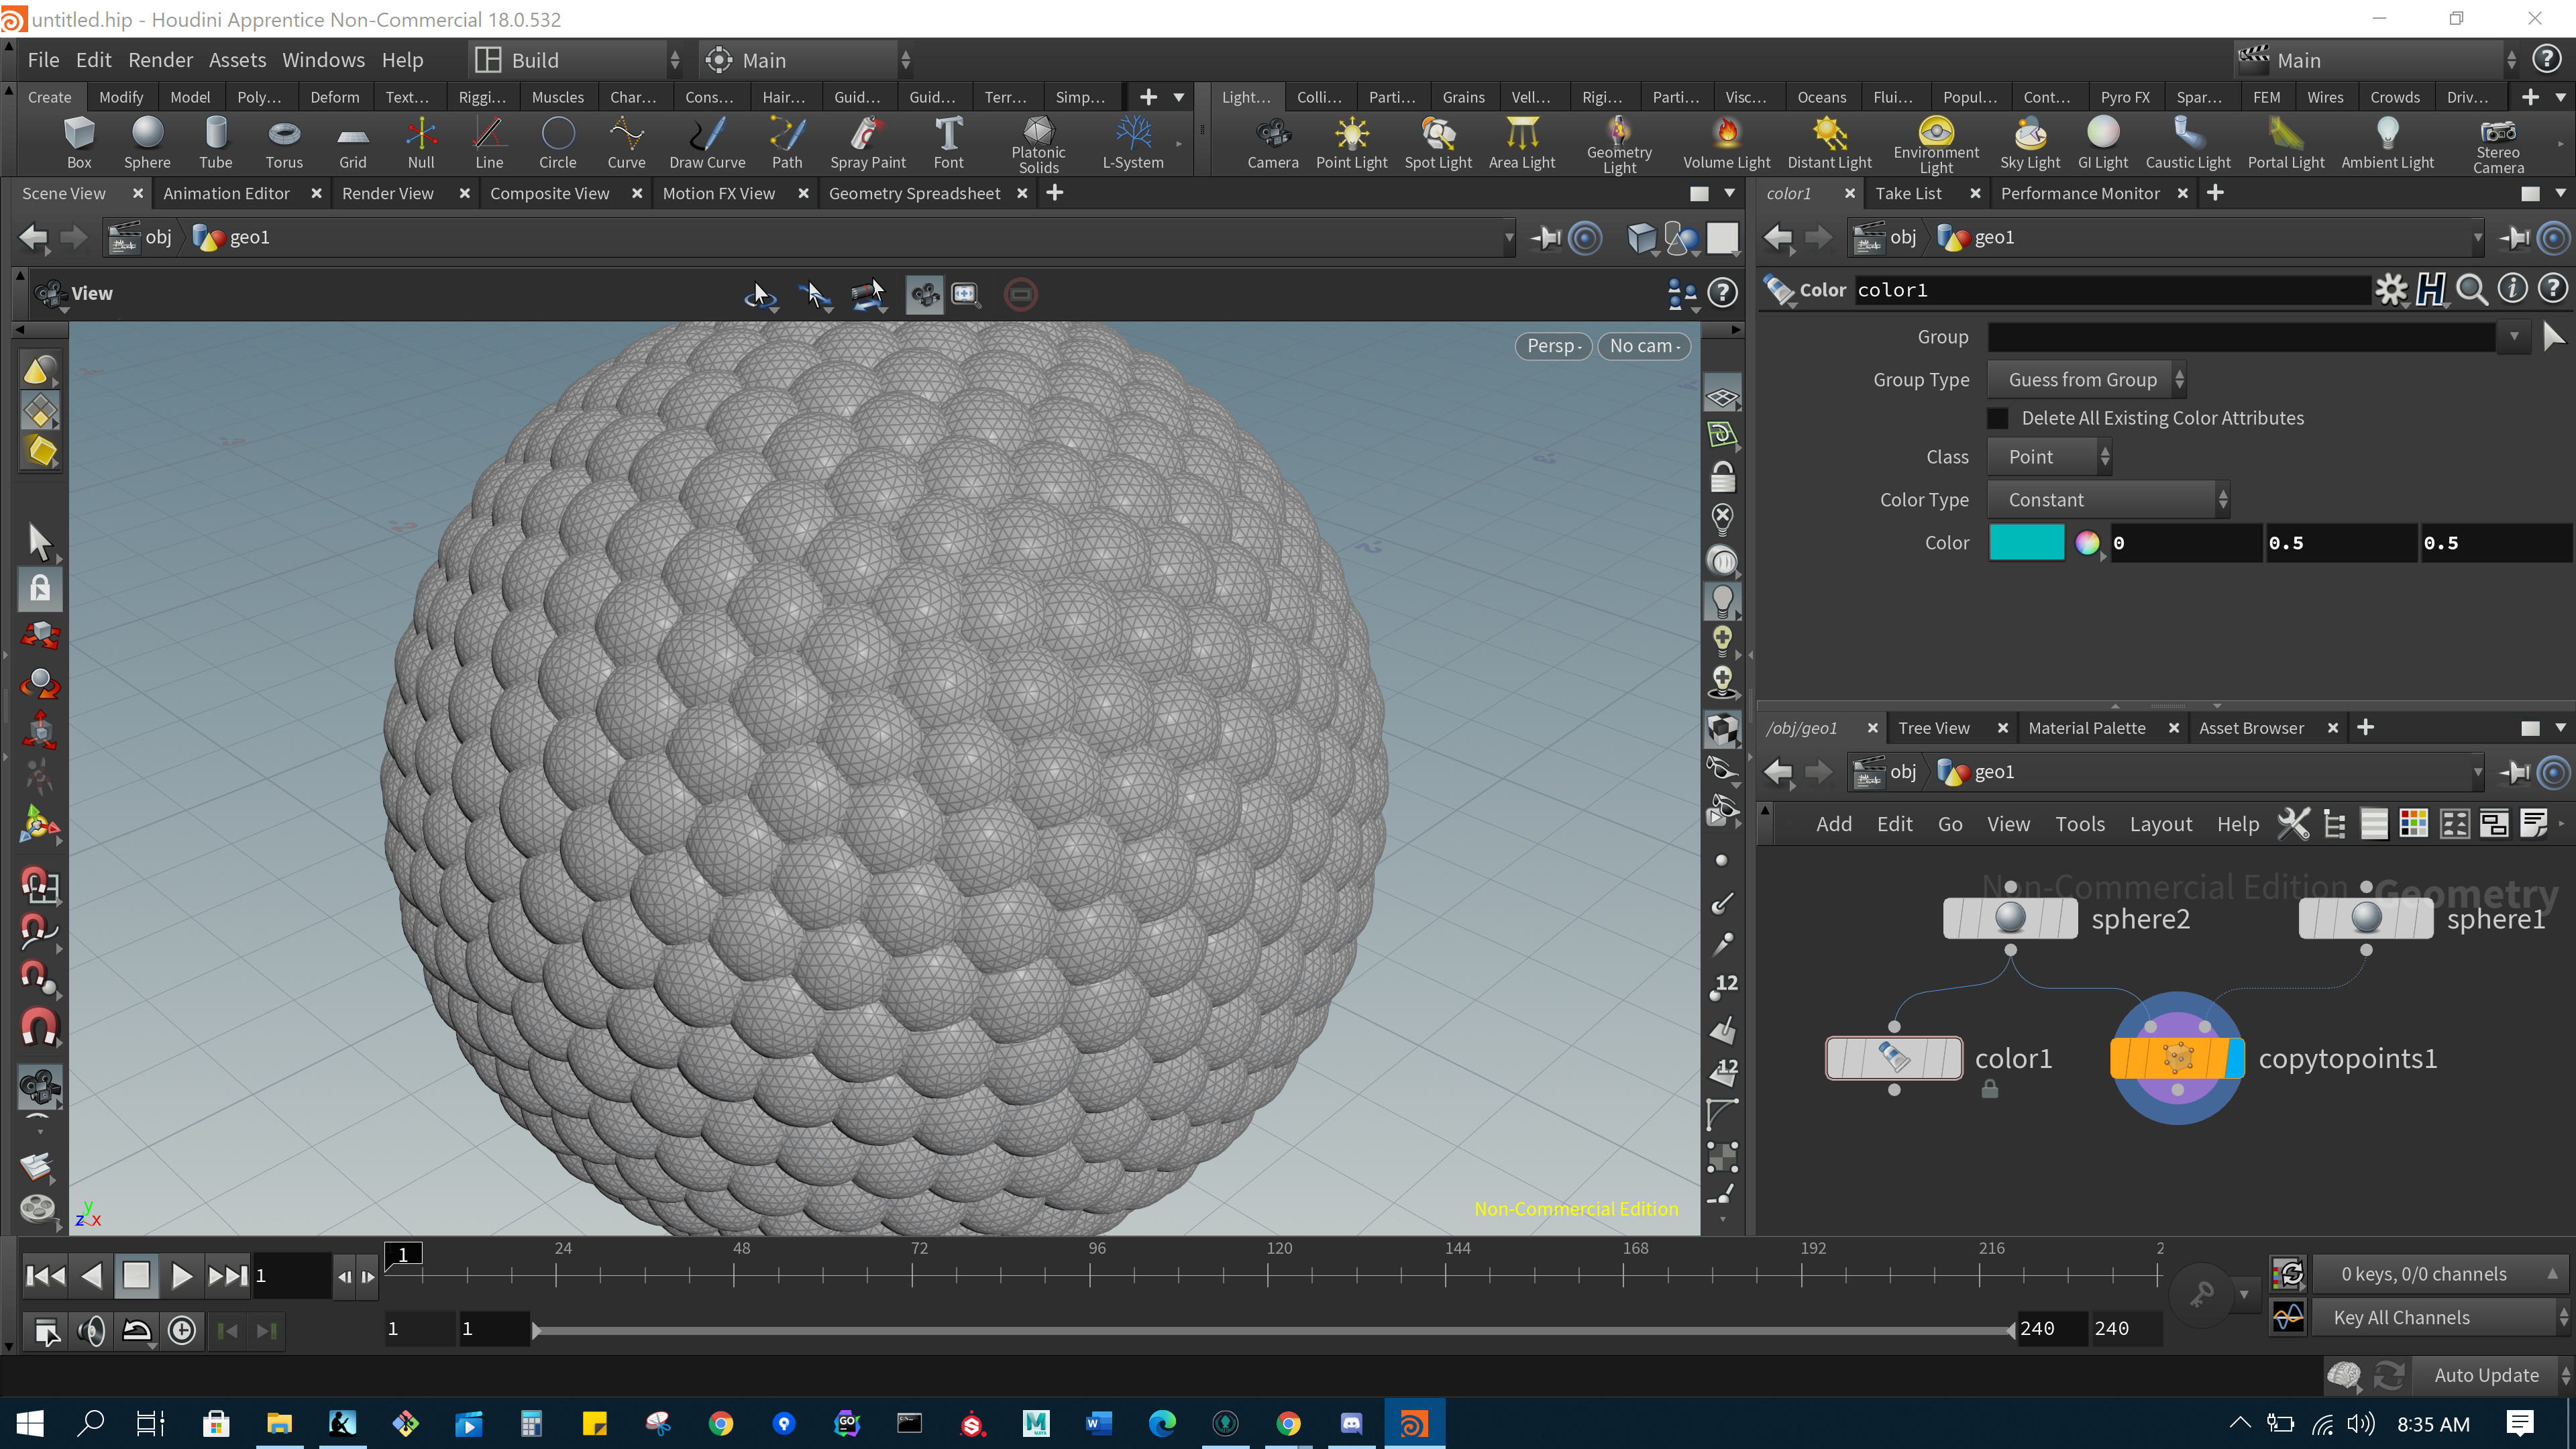 untitled.hip - Houdini Apprentice Non-Commercial 18.0.532
File Edit Render Assets Windows Help Build Main Main
Create Modify Model Poly... Deform Text... Riggi... Muscles Char... Cons... Hair... Guid... Guid... Terr... Simp... Light... Colli... Parti... Grains Vell... Rigi... Parti... Visc... Oceans Flui... Popul... Cont... Pyro FX Spar... FEM Wires Crowds Driv...
Box Sphere Tube Torus Grid Null Line Circle Curve Draw Curve Path Spray Paint Font Platonic Solids L-System Camera Point Light Spot Light Area Light Geometry Light Volume Light Distant Light Environment Light Sky Light GI Light Caustic Light Portal Light Ambient Light Stereo Camera
Scene View Animation Editor Render View Composite View Motion FX View Geometry Spreadsheet color1 Take List Performance Monitor
obj geo1 obj geo1
View
Color color1
Persp No cam
Group
Group Type Guess from Group
Delete All Existing Color Attributes
Class Point
Color Type Constant
Color 0 0.5 0.5
/obj/geo1 Tree View Material Palette Asset Browser
obj geo1
Add Edit Go View Tools Layout Help
Non-Commercial Edition Geometry
sphere2 sphere1
color1 copytopoints1
12
12
y
z x
Non-Commercial Edition
1 1 24 48 72 96 120 144 168 192 216 2
0 keys, 0/0 channels
1 1 240 240 Key All Channels
Auto Update
8:35 AM